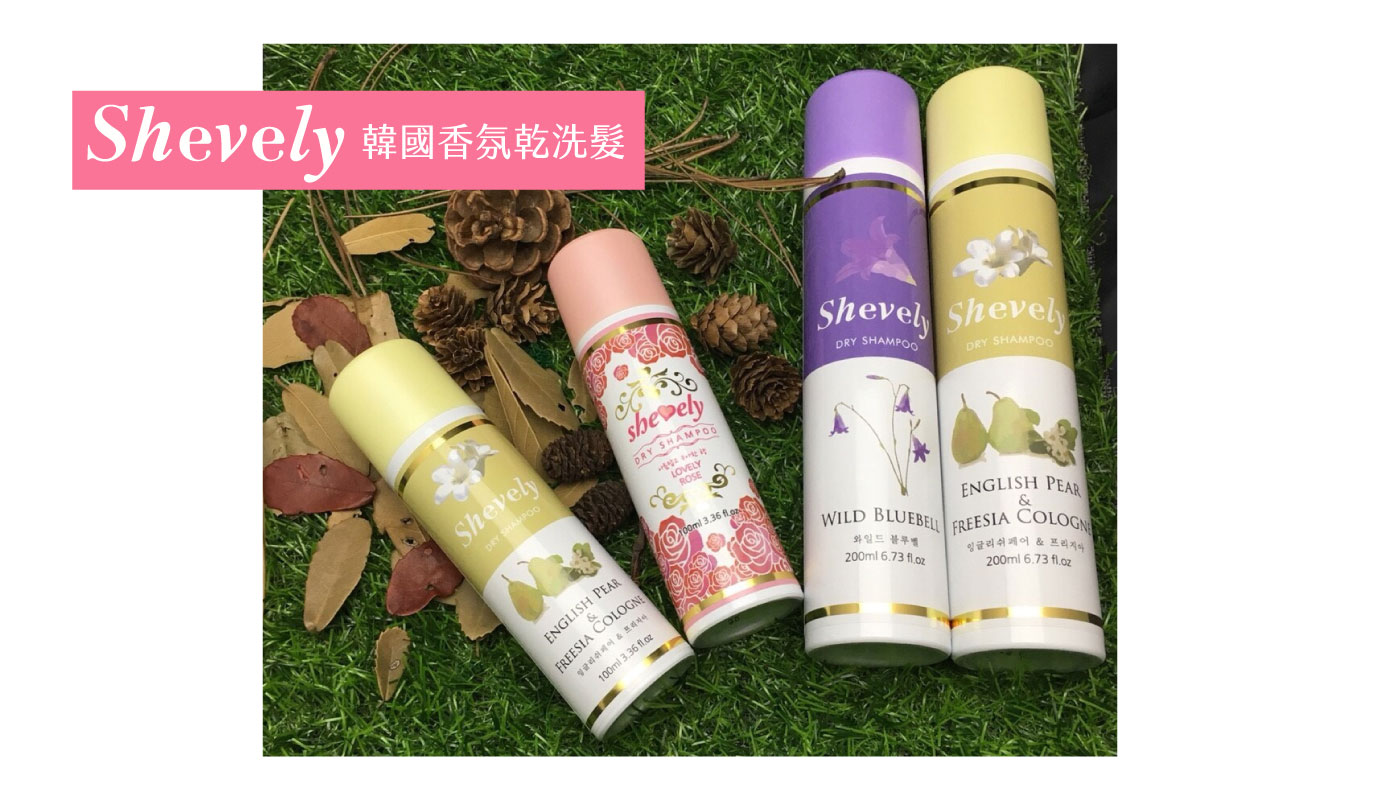 Shevely 韓國香氛乾洗髮
Shevely
DRY SHAMPOO
ENGLISH PEAR
&
FREESIA COLOGNE
잉글리쉬페어 & 프리지아
100ml 3.36 fl.oz
shevely
DRY SHAMPOO
LOVELY
ROSE
100ml 3.36 fl.oz
Shevely
DRY SHAMPOO
WILD BLUEBELL
와일드 블루벨
200ml 6.73 fl.oz
Shevely
DRY SHAMPOO
ENGLISH PEAR
&
FREESIA COLOGNE
잉글리쉬페어 & 프리지아
200ml 6.73 fl.oz